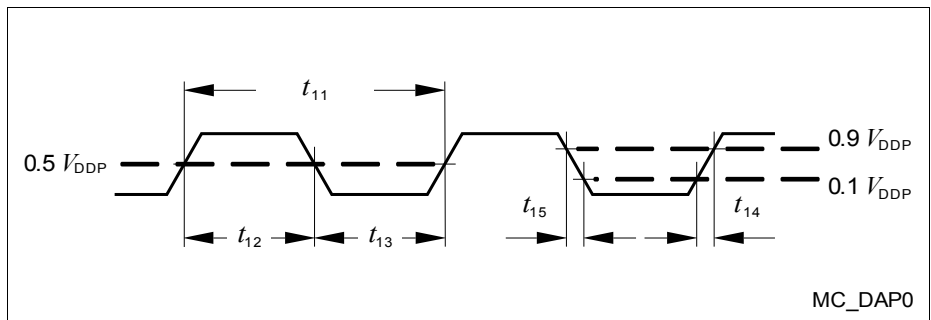 t11
0.5 VDDP
0.9 VDDP
0.1 VDDP
t15
t14
t12
t13
MC_DAP0